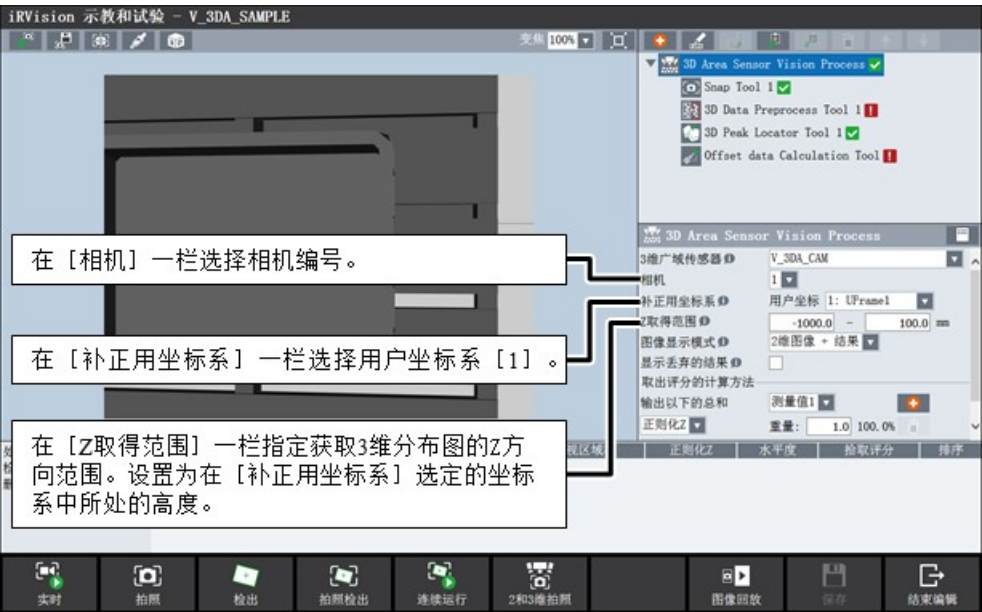 iRVision 示教和试验 - V_3DA_SAMPLE
变焦 100%
3D Area Sensor Vision Process
Snap Tool 1
3D Data Preprocess Tool 1
3D Peak Locator Tool 1
Offset data Calculation Tool
3D Area Sensor Vision Process
3维广域传感器 V_3DA_CAM
相机 1
补正用坐标系 用户坐标 1: UFrame1
Z取得范围 -1000.0 - 100.0 mm
图像显示模式 2维图像 + 结果
显示丢弃的结果
取出评分的计算方法
输出以下的总和 测量值1
正则化Z 重量: 1.0 100.0%
在 [相机] 一栏选择相机编号。
在 [补正用坐标系] 一栏选择用户坐标系 [1] 。
在 [Z取得范围] 一栏指定获取3维分布图的Z方
向范围。设置为在 [补正用坐标系] 选定的坐标
系中所处的高度。
正则化Z 水平度 拾取评分 排序
实时 拍照 检出 拍照检出 连续运行 2和3维拍照 图像回放 保存 结束编辑